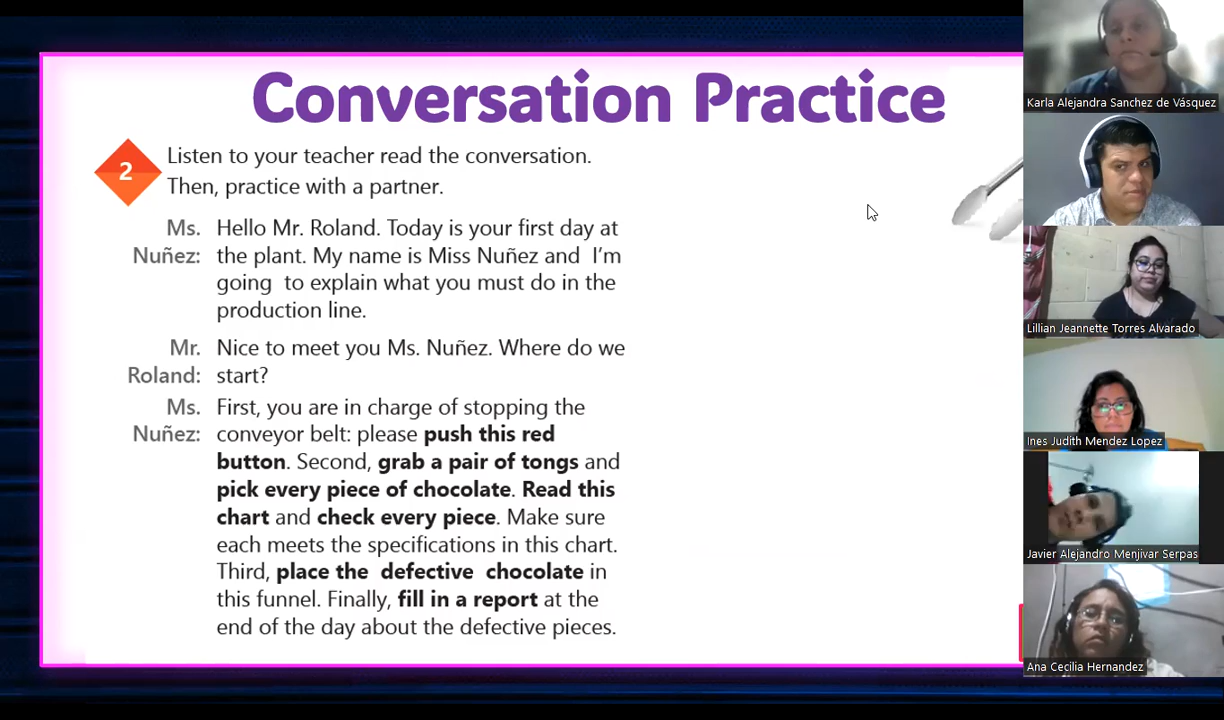 Conversation Practice
2
Listen to your teacher read the conversation.
Then, practice with a partner.
Ms. Hello Mr. Roland. Today is your first day at
Nuñez: the plant. My name is Miss Nuñez and I'm
going to explain what you must do in the
production line.
Mr. Nice to meet you Ms. Nuñez. Where do we
Roland: start?
Ms. First, you are in charge of stopping the
Nuñez: conveyor belt: please push this red
button. Second, grab a pair of tongs and
pick every piece of chocolate. Read this
chart and check every piece. Make sure
each meets the specifications in this chart.
Third, place the defective chocolate in
this funnel. Finally, fill in a report at the
end of the day about the defective pieces.
Karla Alejandra Sanchez de Vásquez
Lillian Jeannette Torres Alvarado
Ines Judith Mendez Lopez
Javier Alejandro Menjivar Serpas
Ana Cecilia Hernandez